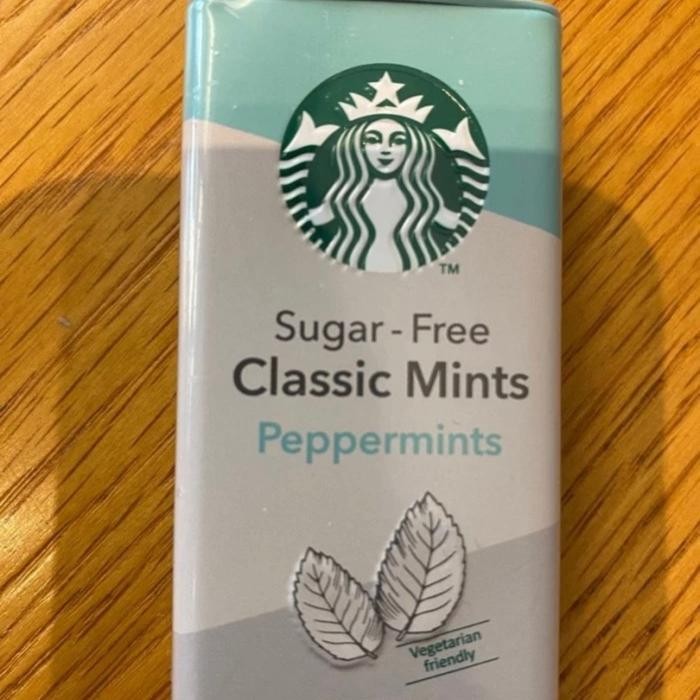 TM
Sugar - Free
Classic Mints
Peppermints
Vegetarian
friendly